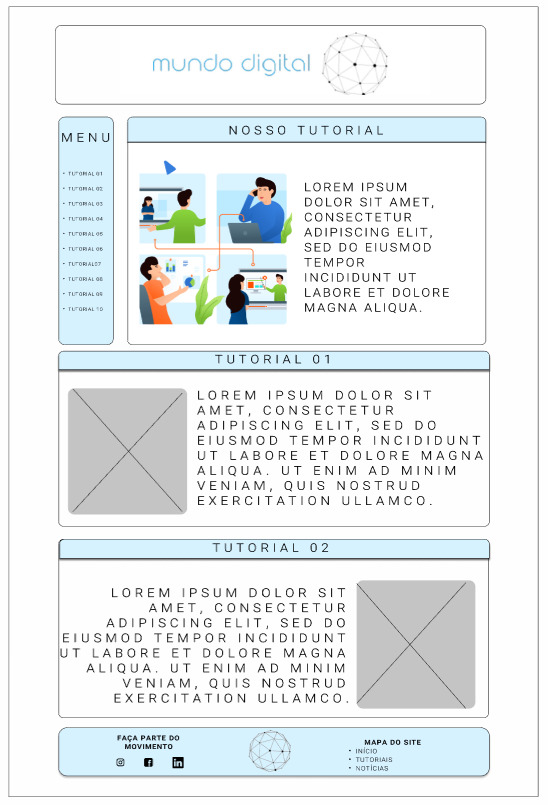 mundo digital
MENU
• TUTORIAL 01
• TUTORIAL 02
• TUTORIAL 03
• TUTORIAL 04
• TUTORIAL 05
• TUTORIAL 06
• TUTORIAL07
• TUTORIAL 08
• TUTORIAL 09
• TUTORIAL 10
NOSSO TUTORIAL
LOREM IPSUM
DOLOR SIT AMET,
CONSECTETUR
ADIPISCING ELIT,
SED DO EIUSMOD
TEMPOR
INCIDIDUNT UT
LABORE ET DOLORE
MAGNA ALIQUA.
TUTORIAL 01
LOREM IPSUM DOLOR SIT
AMET, CONSECTETUR
ADIPISCING ELIT, SED DO
EIUSMOD TEMPOR INCIDIDUNT
UT LABORE ET DOLORE MAGNA
ALIQUA. UT ENIM AD MINIM
VENIAM, QUIS NOSTRUD
EXERCITATION ULLAMCO.
TUTORIAL 02
LOREM IPSUM DOLOR SIT
AMET, CONSECTETUR
ADIPISCING ELIT, SED DO
EIUSMOD TEMPOR INCIDIDUNT
UT LABORE ET DOLORE MAGNA
ALIQUA. UT ENIM AD MINIM
VENIAM, QUIS NOSTRUD
EXERCITATION ULLAMCO.
FAÇA PARTE DO
MOVIMENTO
MAPA DO SITE
• INÍCIO
• TUTORIAIS
• NOTÍCIAS